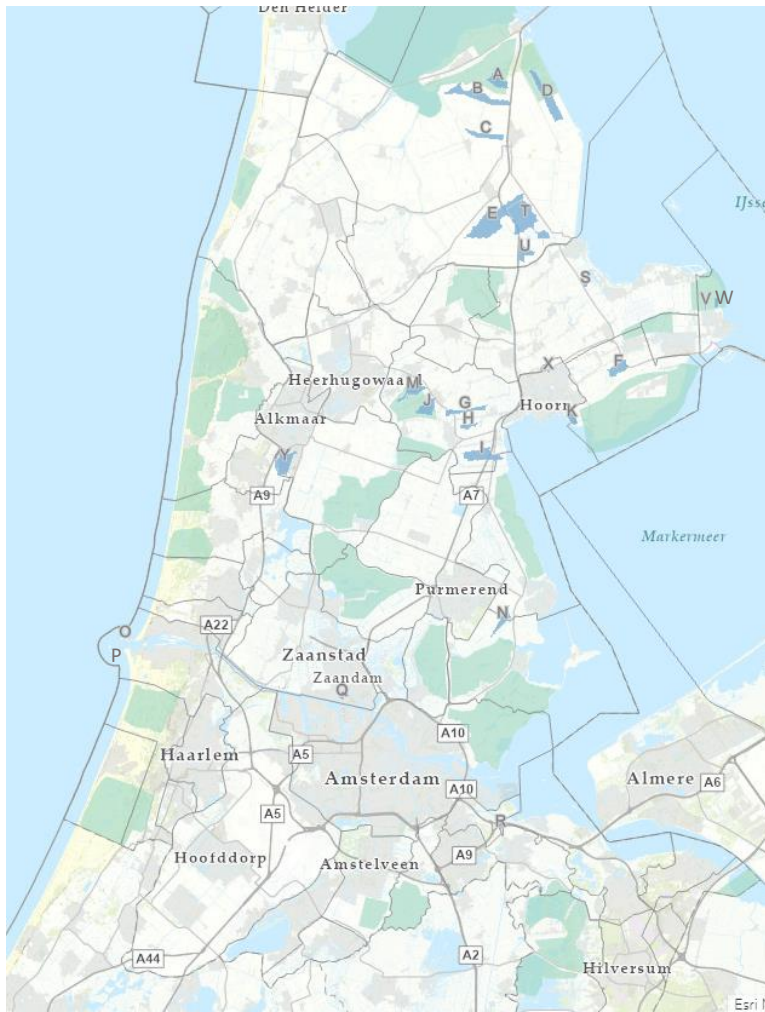 Den Helder
A
B
D
C
E
T
U
IJss
S
V W
X
F
Heerhugowaard
M
J
G
H
Hoorn
K
Alkmaar
I
Y
A9
A7
Markermeer
Purmerend
N
O
A22
P
Zaanstad
Zaandam
Q
A10
Haarlem
A5
Amsterdam
A10
Almere
A6
A5
R
Hoofddorp
Amstelveen
A9
A44
A2
Hilversum
Esri N